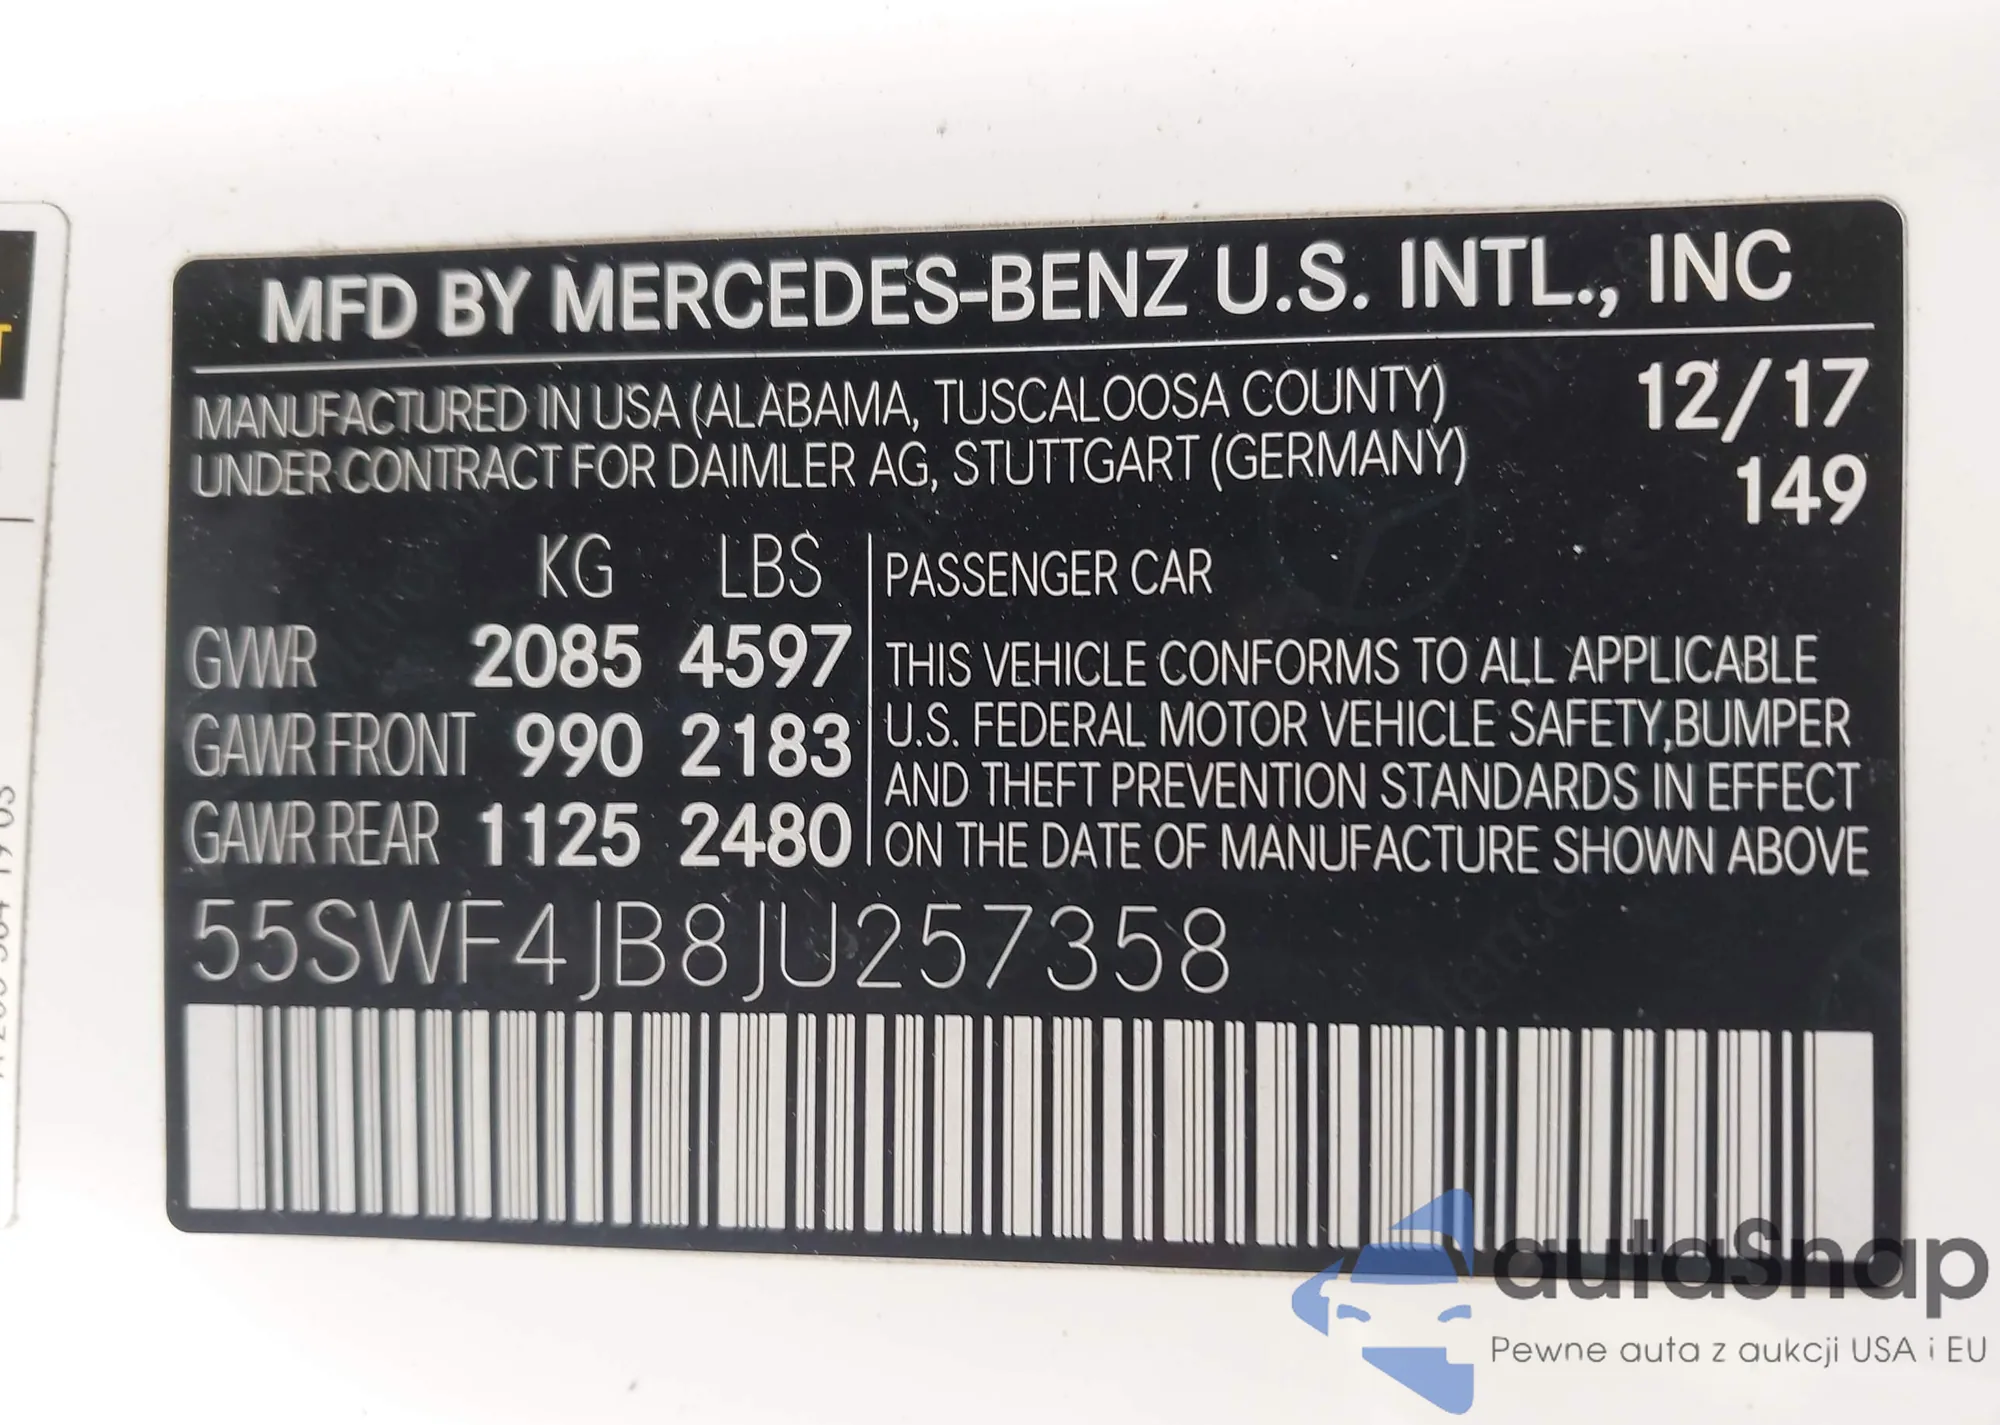 MFD BY MERCEDES-BENZ U.S. INTL., INC
MANUFACTURED IN USA (ALABAMA, TUSCALOOSA COUNTY)
UNDER CONTRACT FOR DAIMLER AG, STUTTGART (GERMANY)
12/17
149
KG LBS
GVWR 2085 4597
GAWR FRONT 990 2183
GAWR REAR 1125 2480
PASSENGER CAR
THIS VEHICLE CONFORMS TO ALL APPLICABLE
U.S. FEDERAL MOTOR VEHICLE SAFETY,BUMPER
AND THEFT PREVENTION STANDARDS IN EFFECT
ON THE DATE OF MANUFACTURE SHOWN ABOVE
55SWF4JB8JU257358
autaSnap
Pewne auta z aukcji USA i EU